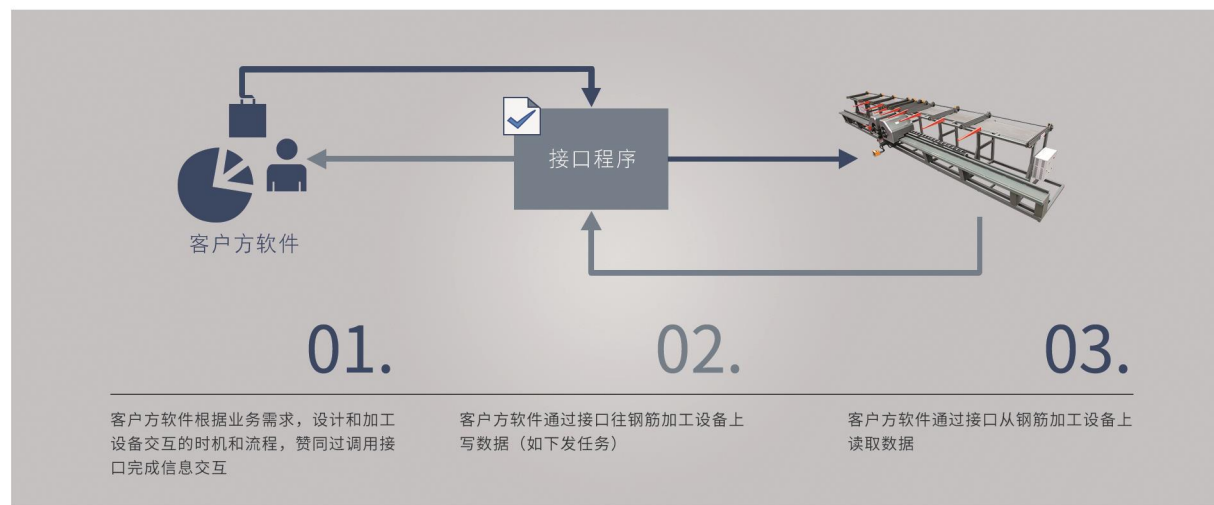 接口程序
客户方软件
01.
02.
03.
客户方软件根据业务需求，设计和加工
设备交互的时机和流程，赞同过调用接
口完成信息交互
客户方软件通过接口往钢筋加工设备上
写数据（如下发任务）
客户方软件通过接口从钢筋加工设备上
读取数据